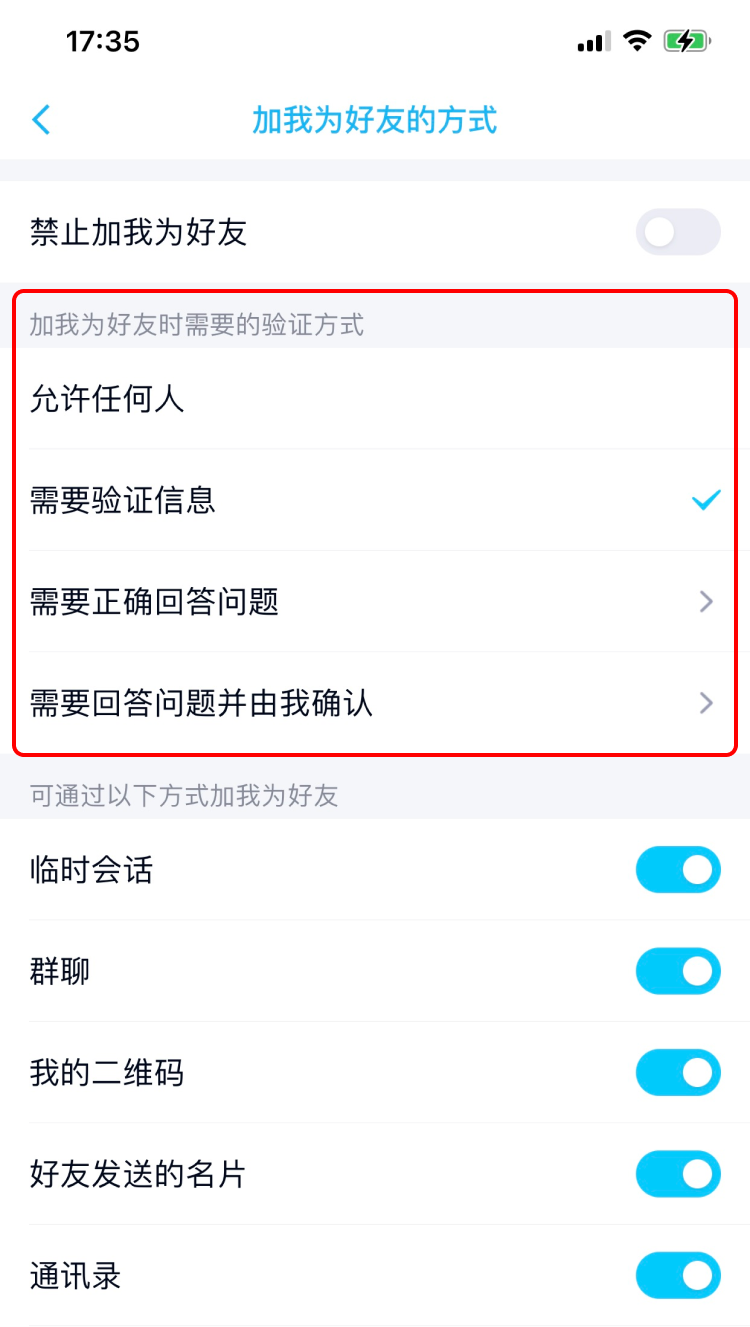 17:35
加我为好友的方式
禁止加我为好友
加我为好友时需要的验证方式
允许任何人
需要验证信息
需要正确回答问题
需要回答问题并由我确认
可通过以下方式加我为好友
临时会话
群聊
我的二维码
好友发送的名片
通讯录